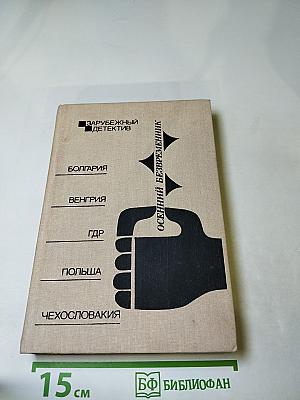 ЗАРУБЕЖНЫЙ
ДЕТЕКТИВ
БОЛГАРИЯ
ВЕНГРИЯ
ГДР
ПОЛЬША
ЧЕХОСЛОВАКИЯ
ОСЕННИЙ БЕЗВРЕМЕННИК
15 см
БФ БИБЛИОФАН